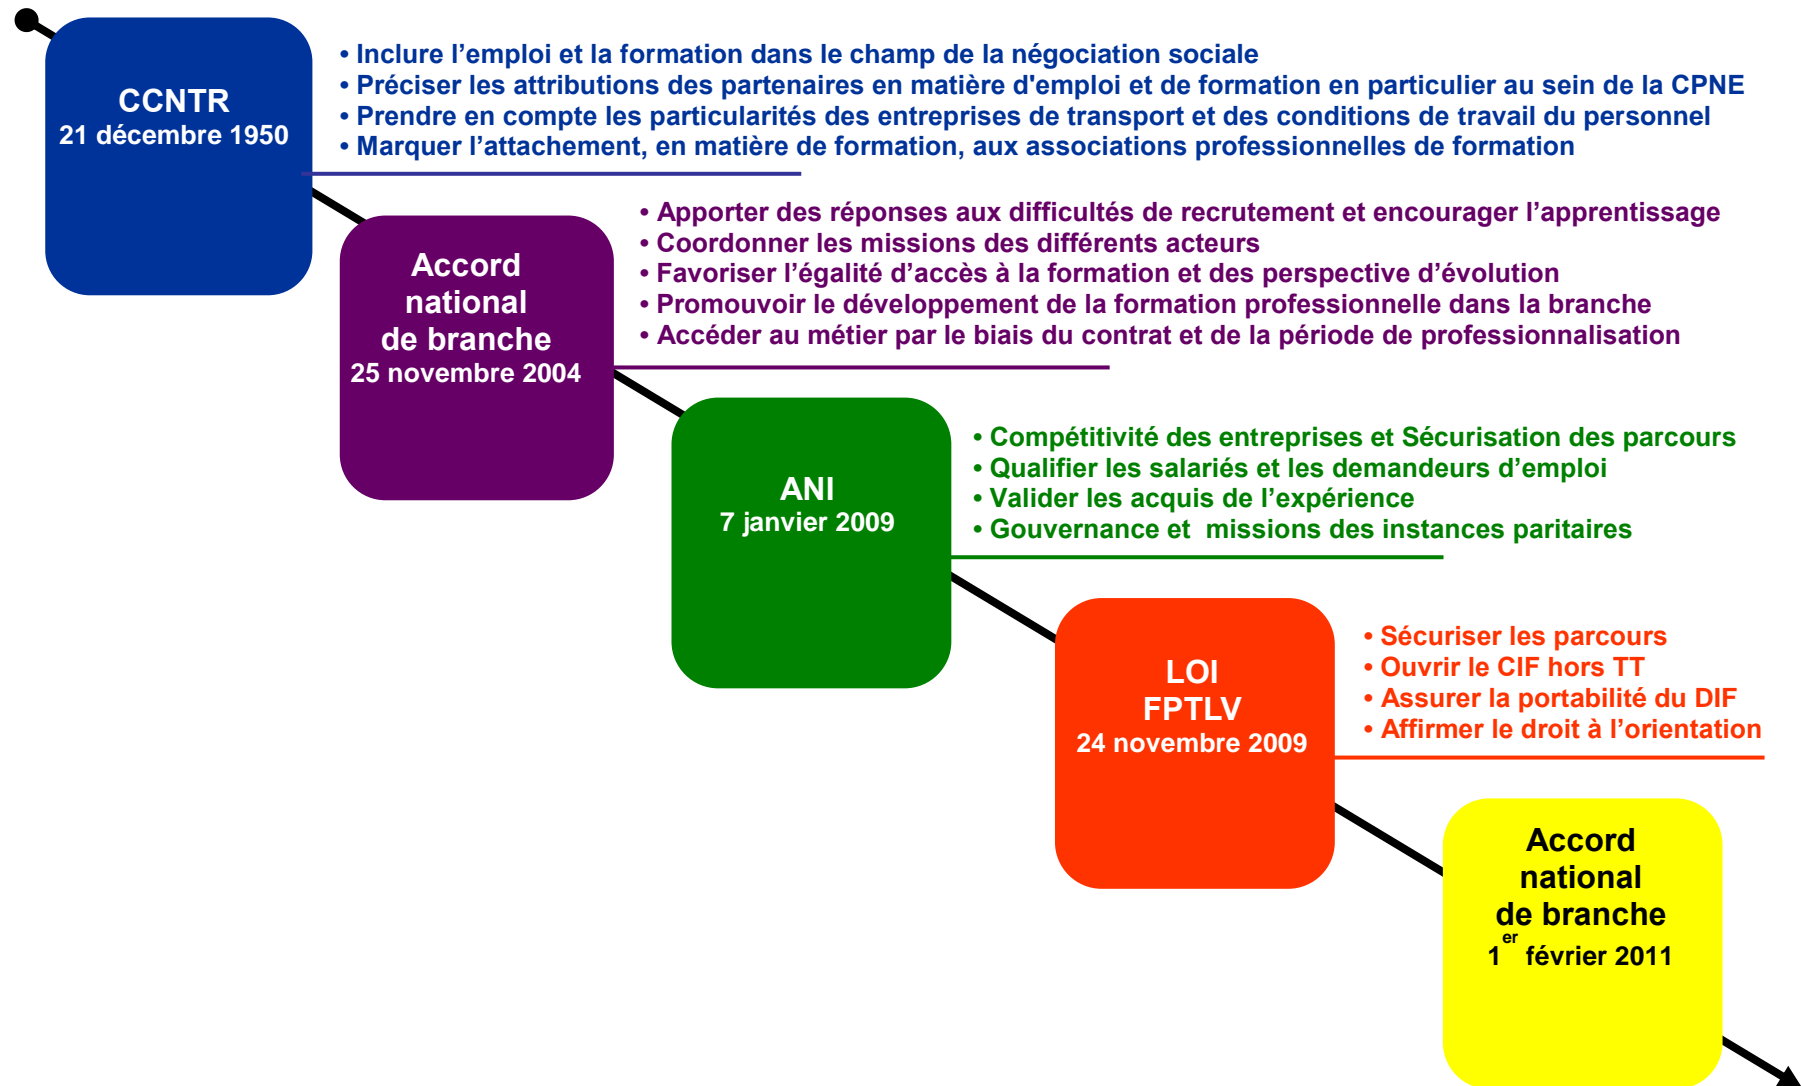 CCNTR
21 décembre 1950
• Inclure l’emploi et la formation dans le champ de la négociation sociale
• Préciser les attributions des partenaires en matière d'emploi et de formation en particulier au sein de la CPNE
• Prendre en compte les particularités des entreprises de transport et des conditions de travail du personnel
• Marquer l’attachement, en matière de formation, aux associations professionnelles de formation
Accord
national
de branche
25 novembre 2004
• Apporter des réponses aux difficultés de recrutement et encourager l’apprentissage
• Coordonner les missions des différents acteurs
• Favoriser l’égalité d’accès à la formation et des perspective d’évolution
• Promouvoir le développement de la formation professionnelle dans la branche
• Accéder au métier par le biais du contrat et de la période de professionnalisation
ANI
7 janvier 2009
• Compétitivité des entreprises et Sécurisation des parcours
• Qualifier les salariés et les demandeurs d’emploi
• Valider les acquis de l’expérience
• Gouvernance et  missions des instances paritaires
LOI
FPTLV
24 novembre 2009
• Sécuriser les parcours
• Ouvrir le CIF hors TT
• Assurer la portabilité du DIF
• Affirmer le droit à l’orientation
Accord
national
de branche
1er février 2011